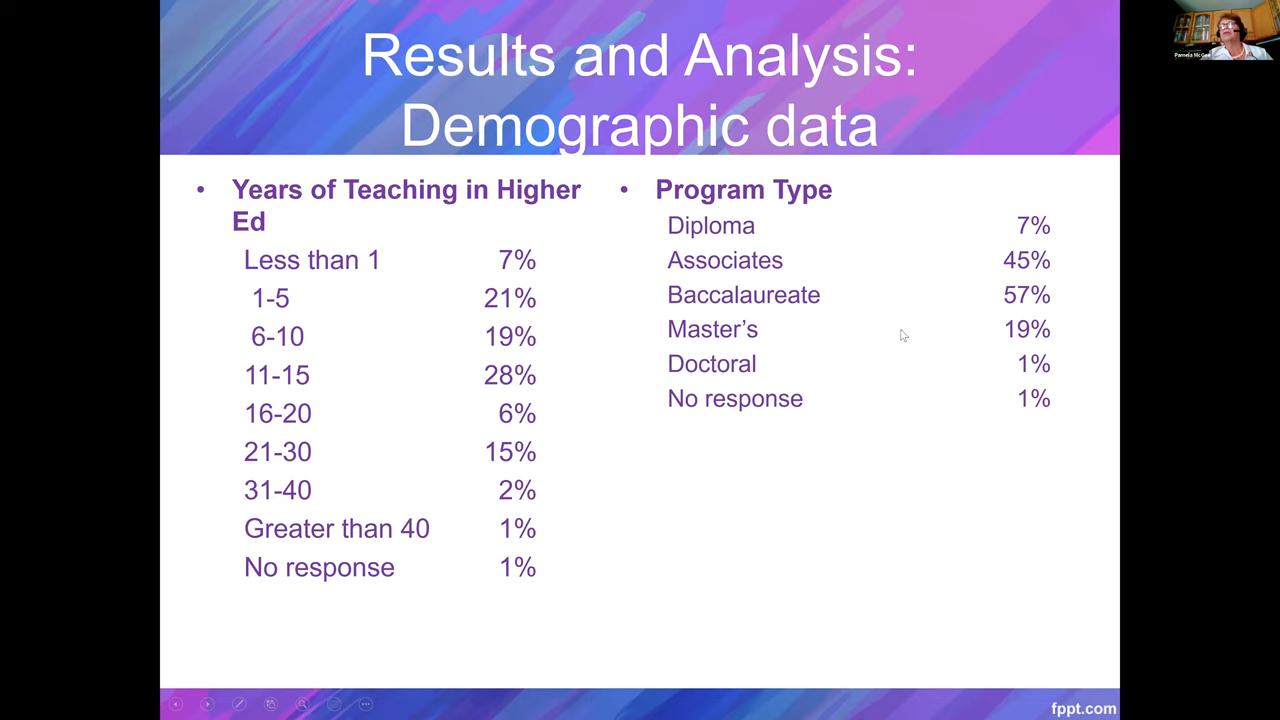 Results and Analysis:
Demographic data
• Years of Teaching in Higher
Ed
Less than 1 7%
1-5 21%
6-10 19%
11-15 28%
16-20 6%
21-30 15%
31-40 2%
Greater than 40 1%
No response 1%
• Program Type
Diploma 7%
Associates 45%
Baccalaureate 57%
Master’s 19%
Doctoral 1%
No response 1%
fppt.com
Pamela